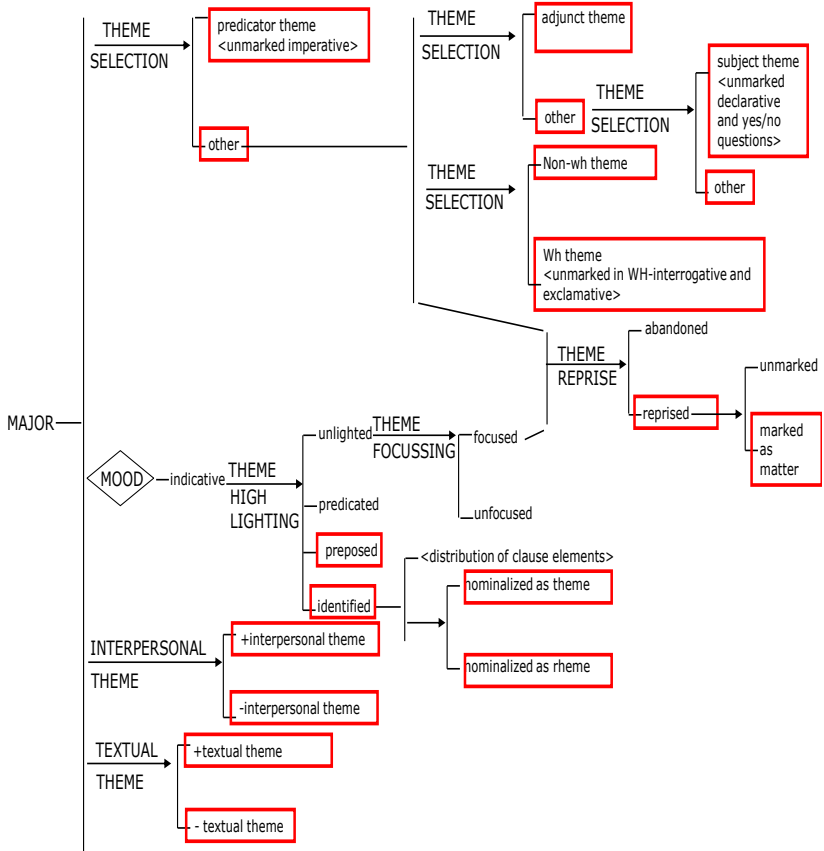 THEME
SELECTION
predicator theme
<unmarked imperative>
other
THEME
SELECTION
adjunct theme
other
THEME
SELECTION
subject theme
<unmarked
declarative
and yes/no
questions>
other
THEME
SELECTION
Non-wh theme
Wh theme
<unmarked in WH-interrogative and
exclamative>
THEME
REPRISE
abandoned
reprised
unmarked
marked
as
matter
MAJOR
MOOD
indicative
THEME
HIGH
LIGHTING
unlighted
THEME
FOCUSSING
focused
unfocused
predicated
preposed
identified
<distribution of clause elements>
nominalized as theme
nominalized as rheme
INTERPERSONAL
THEME
+interpersonal theme
-interpersonal theme
TEXTUAL
THEME
+textual theme
- textual theme